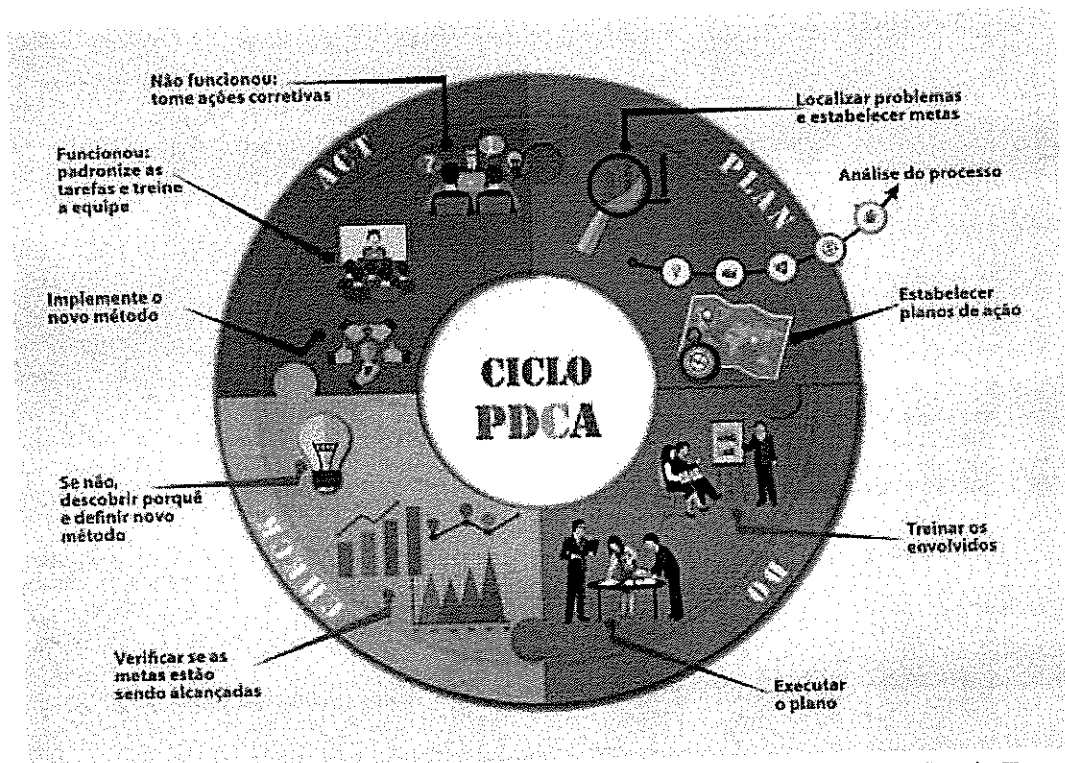 Não funcionou:
tome ações corretivas
Localizar problemas
e estabelecer metas
Funcionou:
padronize as
tarefas e treine
a equipe
ACT
PLAN
Análise do processo
Implemente o
novo método
Estabelecer
planos de ação
CICLO
PDCA
Se não,
descobrir porquê
e definir novo
método
Treinar os
envolvidos
CHECK
DO
Verificar se as
metas estão
sendo alcançadas
Executar
o plano